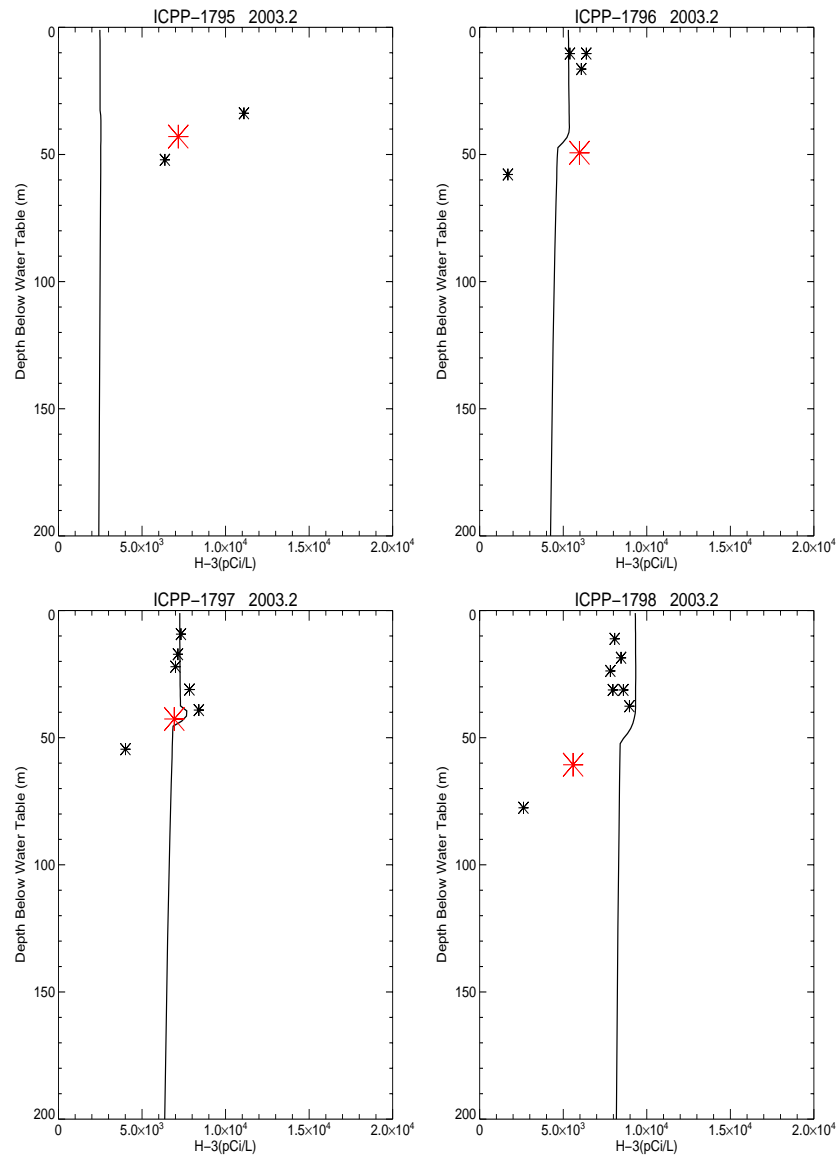 ICPP−1795 2003.2
0
50
100
150
200
Depth Below Water Table (m)
0 5.0×10³ 1.0×10⁴ 1.5×10⁴ 2.0×10⁴
H−3(pCi/L)
ICPP−1796 2003.2
0
50
100
150
200
Depth Below Water Table (m)
0 5.0×10³ 1.0×10⁴ 1.5×10⁴ 2.0×10⁴
H−3(pCi/L)
ICPP−1797 2003.2
0
50
100
150
200
Depth Below Water Table (m)
0 5.0×10³ 1.0×10⁴ 1.5×10⁴ 2.0×10⁴
H−3(pCi/L)
ICPP−1798 2003.2
0
50
100
150
200
Depth Below Water Table (m)
0 5.0×10³ 1.0×10⁴ 1.5×10⁴ 2.0×10⁴
H−3(pCi/L)